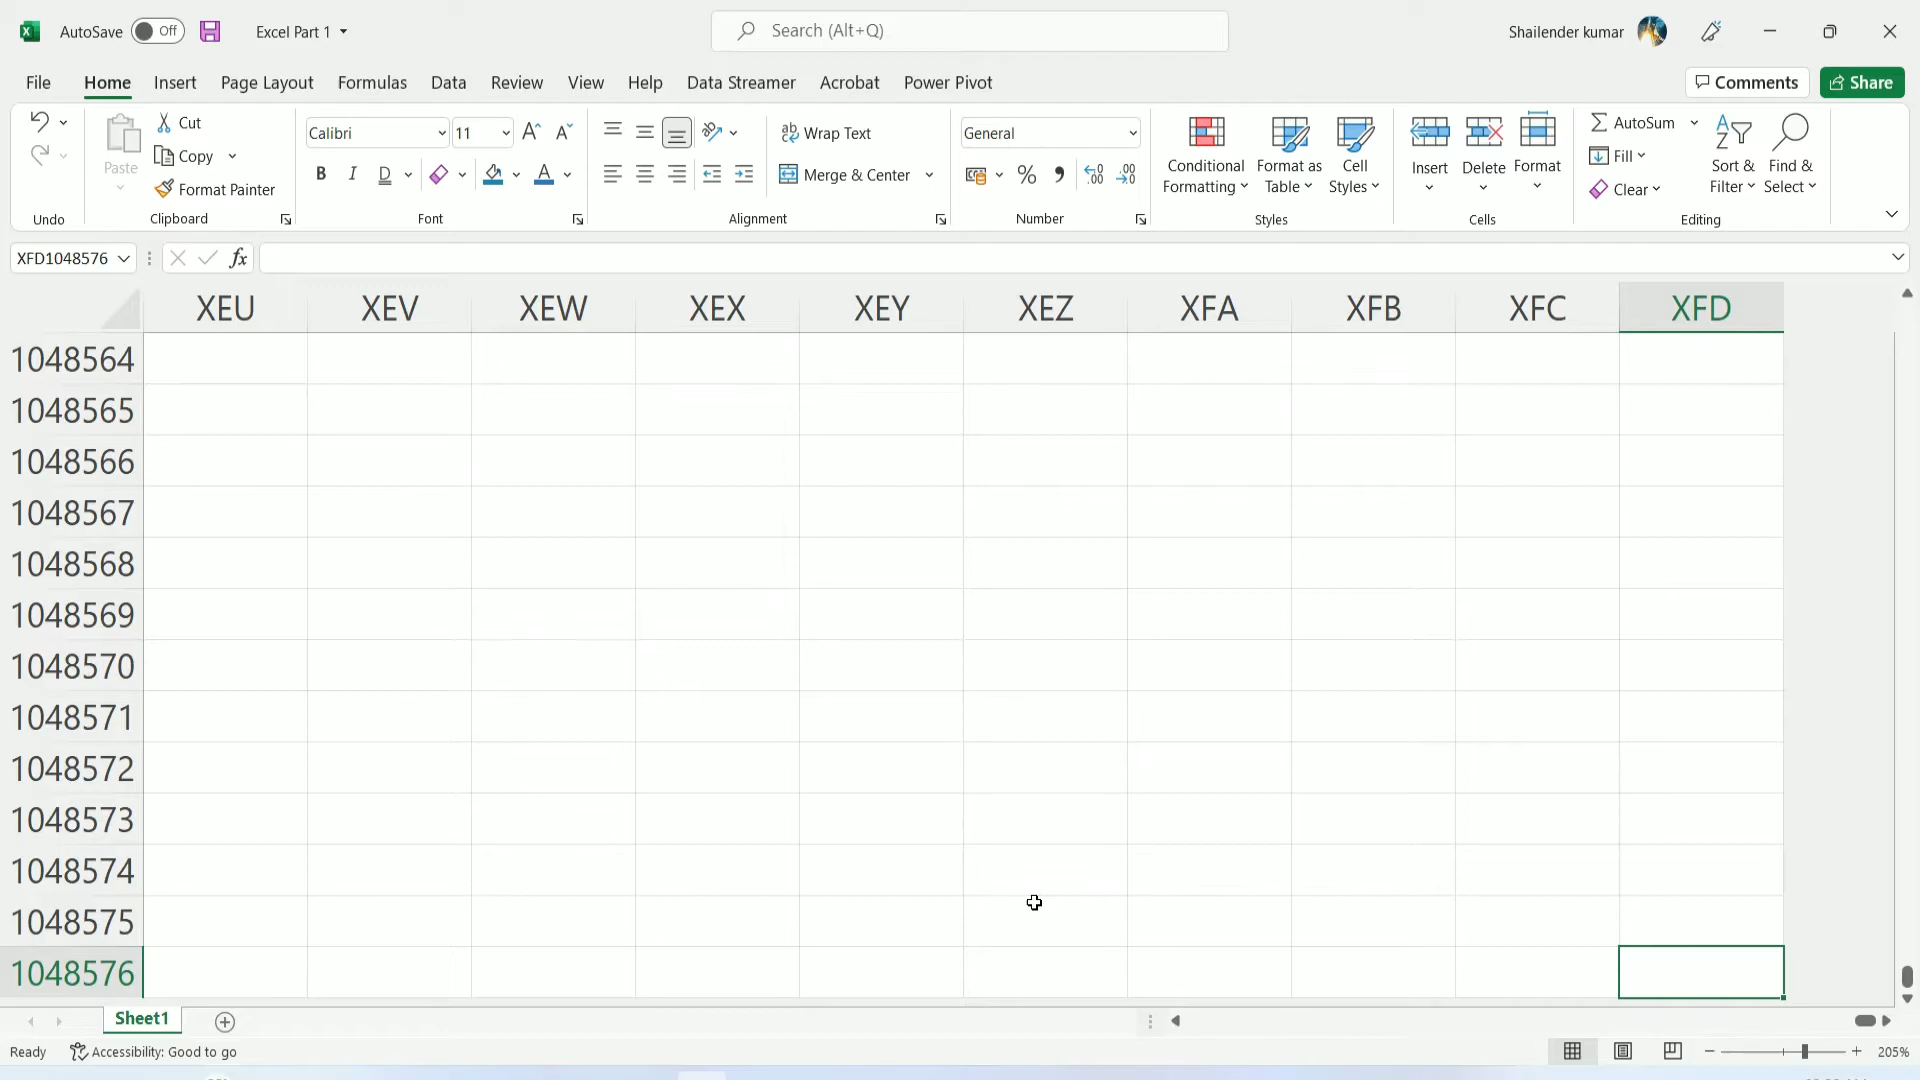 AutoSave Off Excel Part 1 Search (Alt+Q) Shailender kumar
File Home Insert Page Layout Formulas Data Review View Help Data Streamer Acrobat Power Pivot Comments Share
Paste Cut Copy Format Painter
Calibri 11
B I D A
ab Wrap Text
Merge & Center
General
% 9 .00
Conditional Formatting
Format as Table
Cell Styles
Insert Delete Format
AutoSum
Fill
Clear
Sort & Filter
Find & Select
Undo Clipboard Font Alignment Number Styles Cells Editing
XFD1048576 fx
XEU XEV XEW XEX XEY XEZ XFA XFB XFC XFD
1048564
1048565
1048566
1048567
1048568
1048569
1048570
1048571
1048572
1048573
1048574
1048575
1048576
Sheet1
Ready Accessibility: Good to go 205%